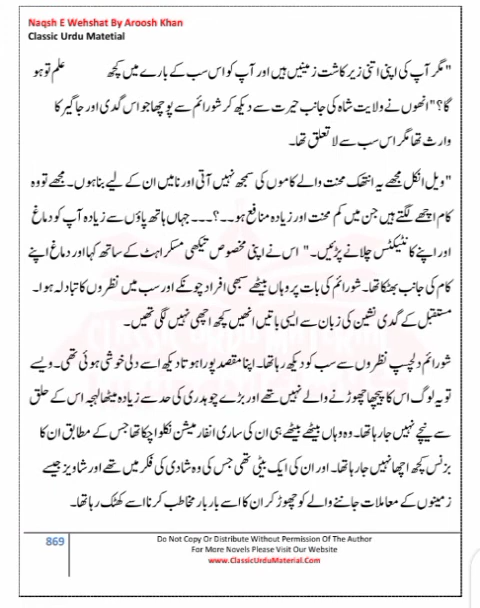 Naqsh E Wehshat By Aroosh Khan
Classic Urdu Matetial
"مگر آپ کی اپنی اتنی زیر کاشت زمینیں ہیں اور آپ کو اس سب کے بارے میں کچھ علم تو ہو
گا؟" انھوں نے ولایت شاہ کی جانب حیرت سے دیکھ کر شورائم سے پوچھا جو اس گدی اور جاگیر کا
وارث تھا مگر اس سب سے لا تعلق تھا۔
"ویل انکل مجھے یہ انتھک محنت والے کاموں کی سمجھ نہیں آتی اور نا میں ان کے لیے بنا ہوں۔ مجھے تو وہ
کام اچھے لگتے ہیں جن میں کم محنت اور زیادہ منافع ہو۔۔؟۔۔۔ جہاں ہاتھ پاؤں سے زیادہ آپ کو دماغ
اور اپنے کانٹیکٹس چلانے پڑتیں۔" اس نے اپنی مخصوص تیکھی مسکراہٹ کے ساتھ کہا اور دماغ اپنے
کام کی جانب بھٹکا تھا۔ شورائم کی بات پر وہاں بیٹھے سبھی افراد چونکے اور سب میں نظروں کا تبادلہ ہوا۔
مستقبل کے گدی نشین کی زبان سے ایسی باتیں انھیں کچھ اچھی نہیں لگی تھیں۔
شورائم دلچسپ نظروں سے سب کو دیکھ رہا تھا۔ اپنا مقصد پورا ہوتا دیکھ اسے دلی خوشی ہوئی تھی۔ ویسے
تو یہ لوگ اس کا پیچھا چھوڑنے والے نہیں تھے اور بڑے چوہدری کی حد سے زیادہ میٹھا لہجہ اس کے حلق
سے نیچے نہیں جا رہا تھا۔ وہ وہاں بیٹھے بیٹھے ہی ان کی ساری انفارمیشن نکلوا چکا تھا جس کے مطابق ان کا
بزنس کچھ اچھا نہیں جا رہا تھا۔ اور ان کی ایک بیٹی تھی جس کی وہ شادی کی فکر میں تھے اور شاویز جیسے
زمینوں کے معاملات جاننے والے کو چھوڑ کر ان کا اسے بار بار مخاطب کرنا اسے کھٹک رہا تھا۔
869
Do Not Copy Or Distribute Without Permission Of The Author
For More Novels Please Visit Our Website
www.ClassicUrduMaterial.Com